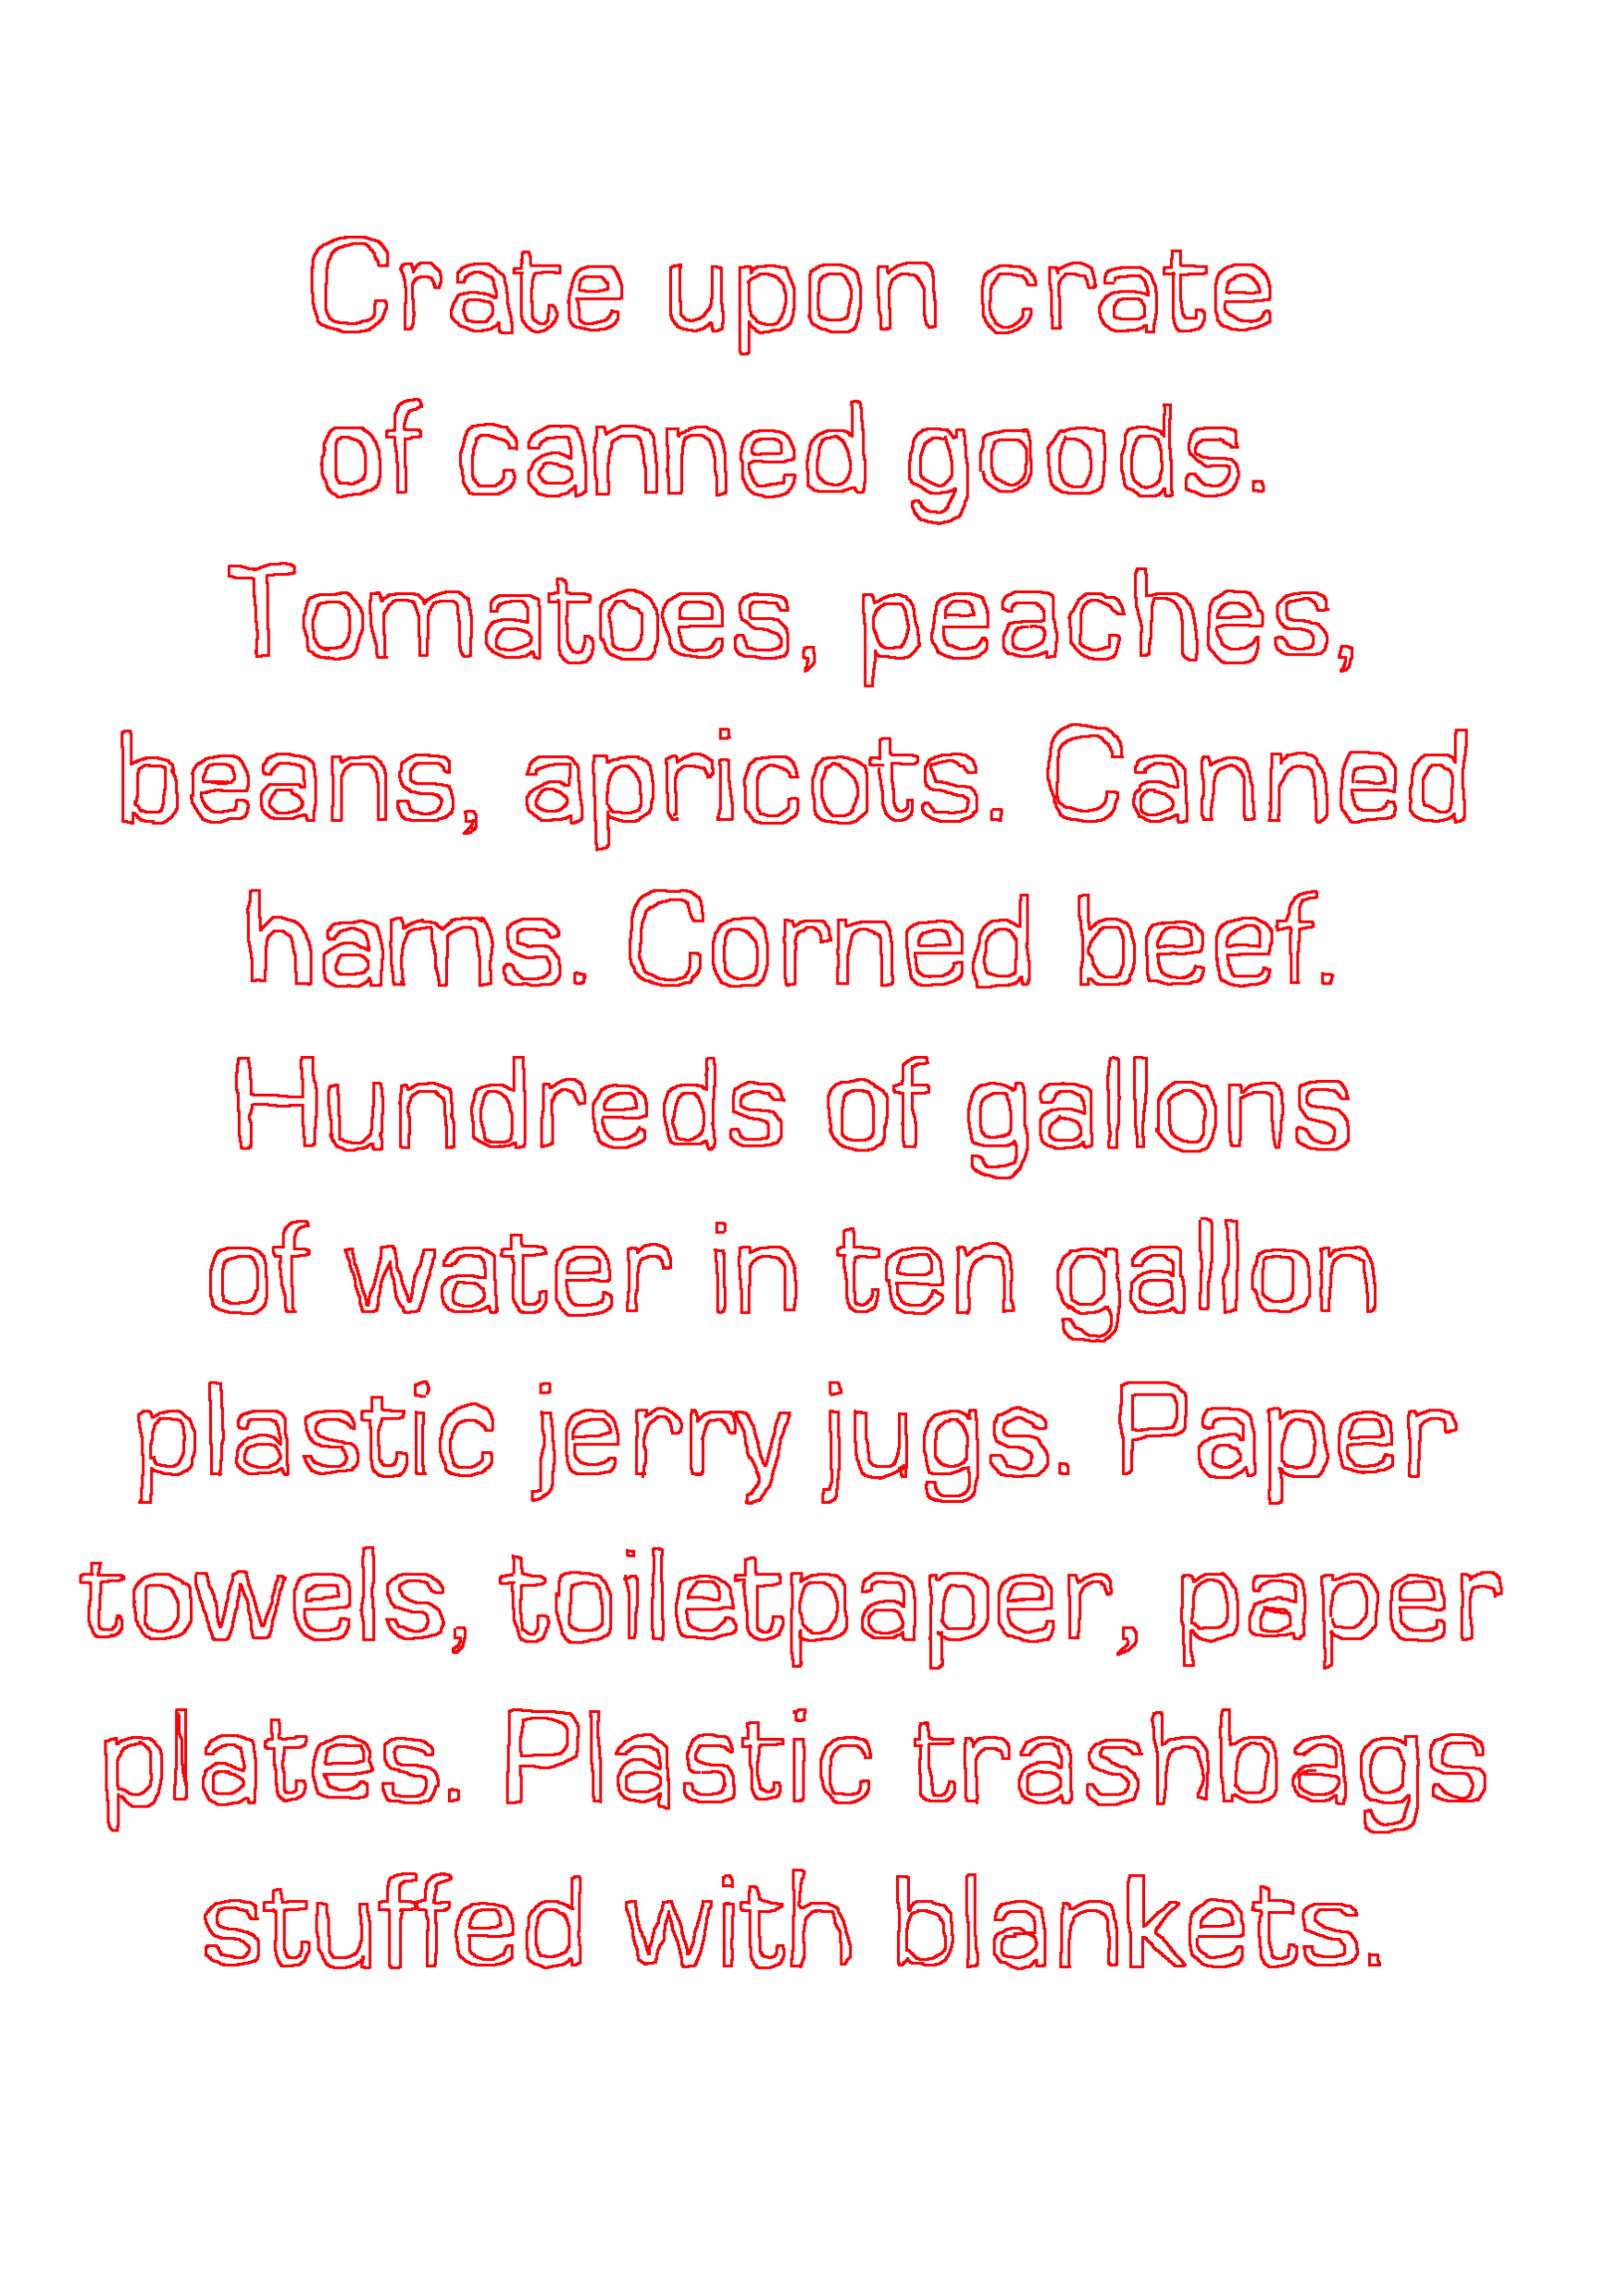 Crate upon crate
of canned goods.
Tomatoes, peaches,
beans, apricots. Canned
hams. Corned beef.
Hundreds of gallons
of water in ten gallon
plastic jerry jugs. Paper
towels, toiletpaper, paper
plates. Plastic trashbags
stuffed with blankets.